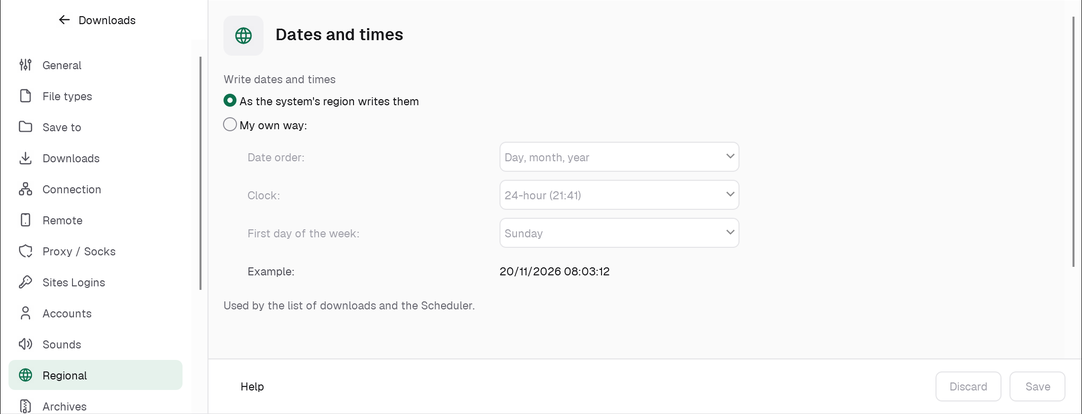 Downloads
General
File types
Save to
Downloads
Connection
Remote
Proxy / Socks
Sites Logins
Accounts
Sounds
Regional
Archives
Dates and times
Write dates and times
As the system's region writes them
My own way:
Date order: Day, month, year
Clock: 24-hour (21:41)
First day of the week: Sunday
Example: 20/11/2026 08:03:12
Used by the list of downloads and the Scheduler.
Help Discard Save